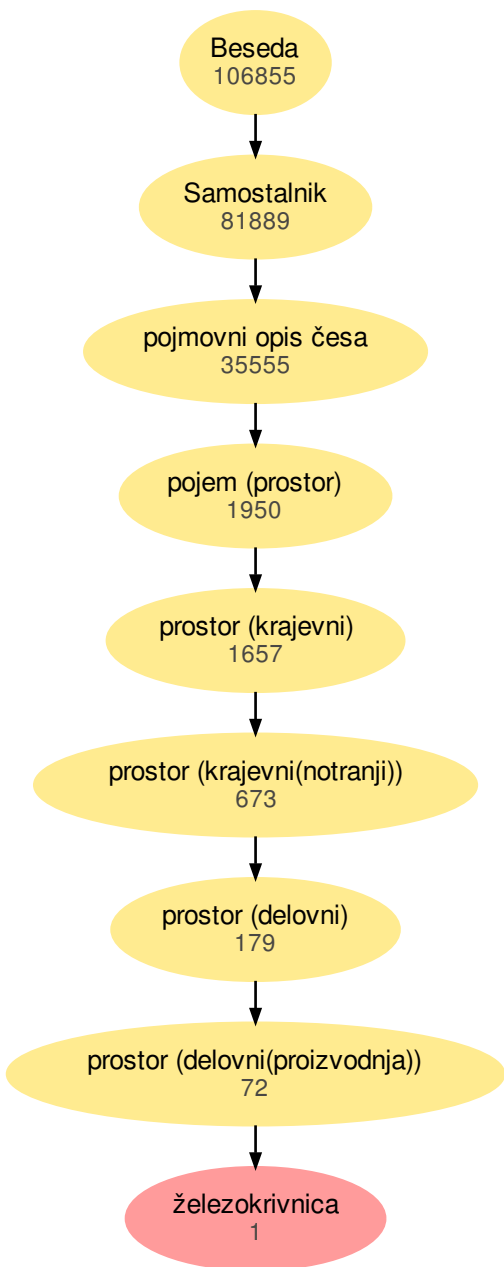 Beseda
106855
Samostalnik
81889
pojmovni opis česa
35555
pojem (prostor)
1950
prostor (krajevni)
1657
prostor (krajevni(notranji))
673
prostor (delovni)
179
prostor (delovni(proizvodnja))
72
železokrivnica
1